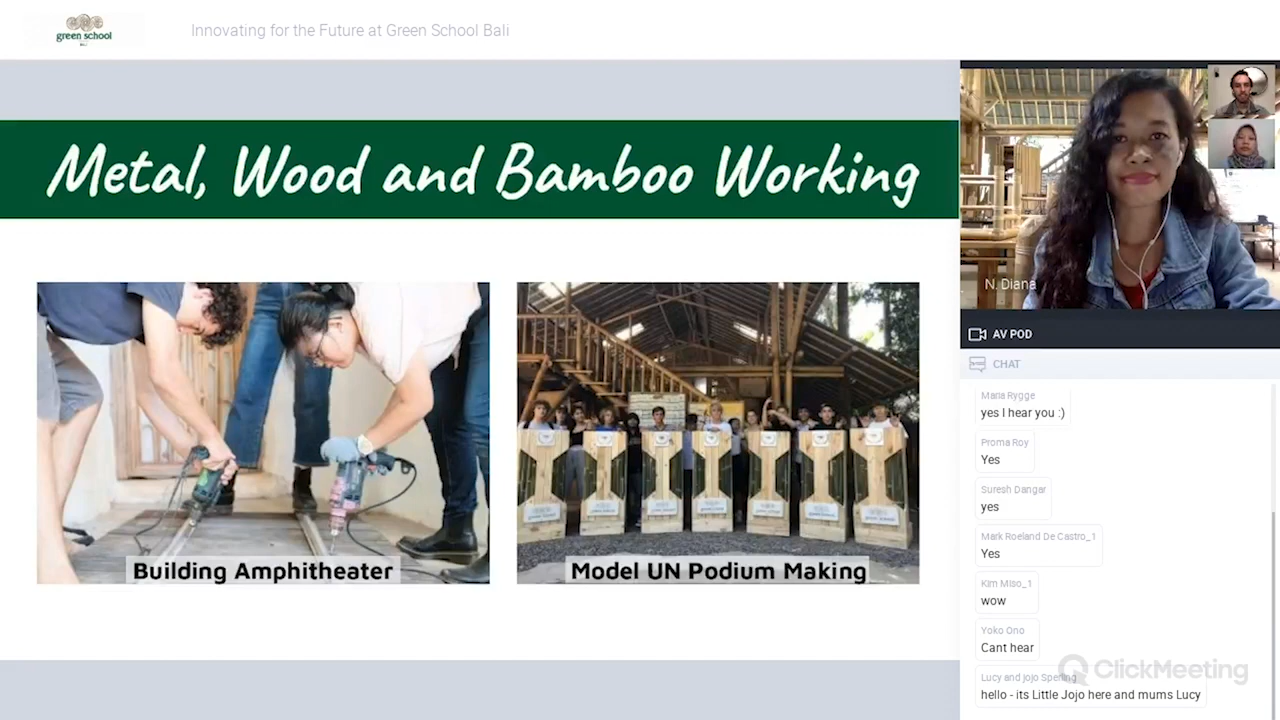 green school
Innovating for the Future at Green School Bali
Metal, Wood and Bamboo Working
Building Amphitheater
Model UN Podium Making
N. Diana
AV POD
CHAT
Maria Rygge
yes I hear you :)
Proma Roy
Yes
Suresh Dangar
yes
Mark Roeland De Castro_1
Yes
Kim Miso_1
wow
Yoko Ono
Cant hear
Lucy and jojo Sperling
hello - its Little Jojo here and mums Lucy
ClickMeeting